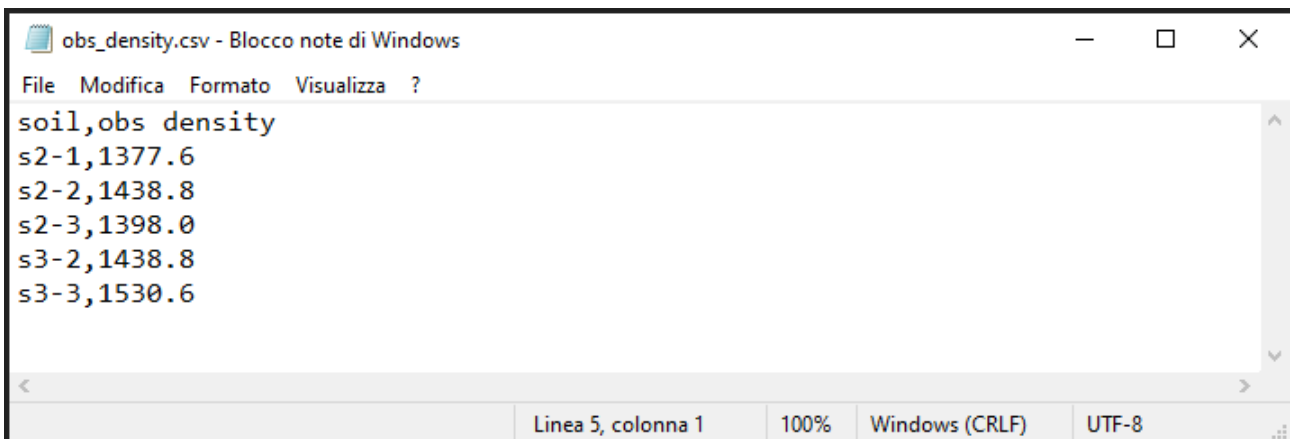 obs_density.csv - Blocco note di Windows
File Modifica Formato Visualizza ?
soil,obs density
s2-1,1377.6
s2-2,1438.8
s2-3,1398.0
s3-2,1438.8
s3-3,1530.6
Linea 5, colonna 1 100% Windows (CRLF) UTF-8